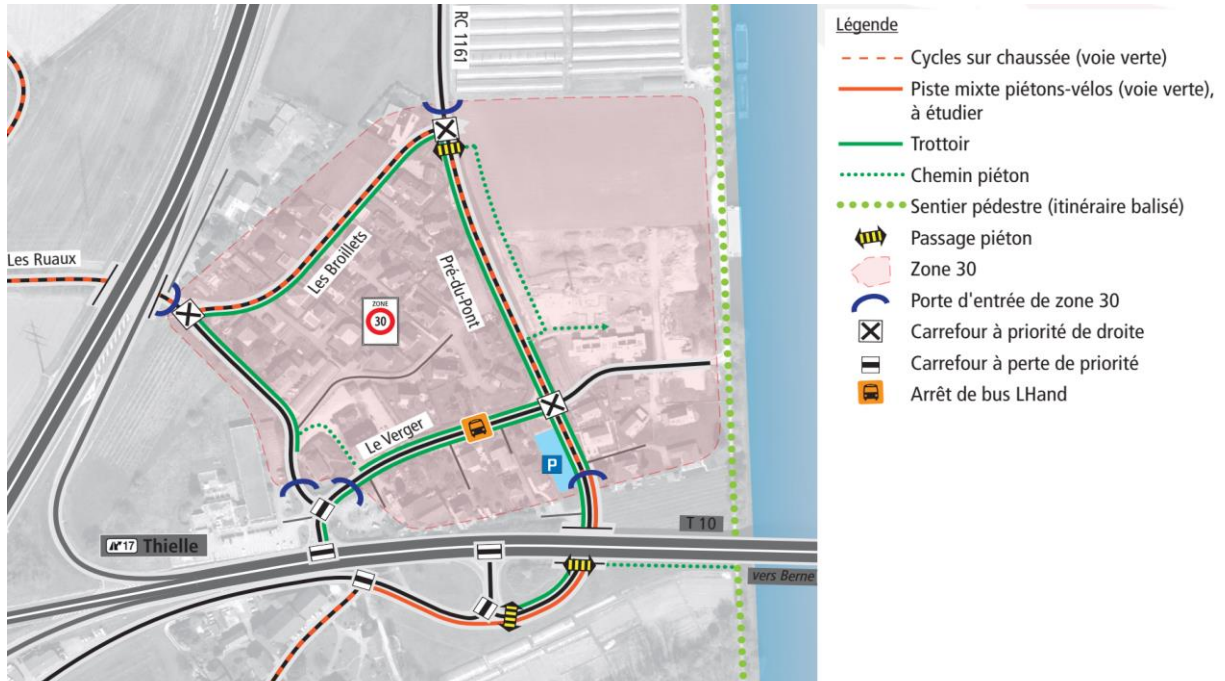 RC 1161
Les Ruaux
Les Broillets
Pré-du-Pont
ZONE
30
Le Verger
P
T 10
17 Thielle
vers Berne
Légende
Cycles sur chaussée (voie verte)
Piste mixte piétons-vélos (voie verte),
à étudier
Trottoir
Chemin piéton
Sentier pédestre (itinéraire balisé)
Passage piéton
Zone 30
Porte d'entrée de zone 30
Carrefour à priorité de droite
Carrefour à perte de priorité
Arrêt de bus LHand